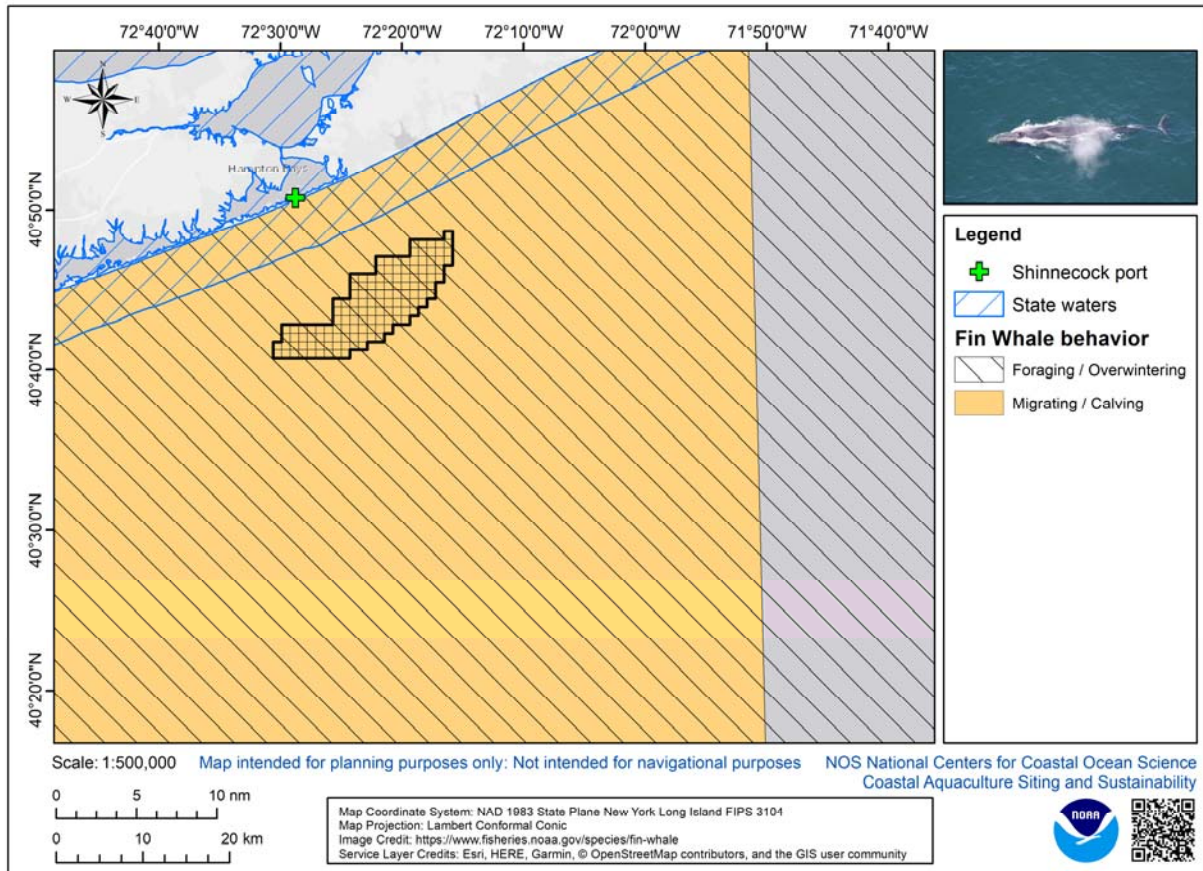 72°40'0"W 72°30'0"W 72°20'0"W 72°10'0"W 72°0'0"W 71°50'0"W 71°40'0"W
N
W E
S
Hampton Bays
40°50'0"N
40°40'0"N
40°30'0"N
40°20'0"N
Legend
Shinnecock port
State waters
Fin Whale behavior
Foraging / Overwintering
Migrating / Calving
Scale: 1:500,000 Map intended for planning purposes only: Not intended for navigational purposes
NOS National Centers for Coastal Ocean Science
Coastal Aquaculture Siting and Sustainability
0 5 10 nm
0 10 20 km
Map Coordinate System: NAD 1983 State Plane New York Long Island FIPS 3104
Map Projection: Lambert Conformal Conic
Image Credit: https://www.fisheries.noaa.gov/species/fin-whale
Service Layer Credits: Esri, HERE, Garmin, © OpenStreetMap contributors, and the GIS user community
NOAA